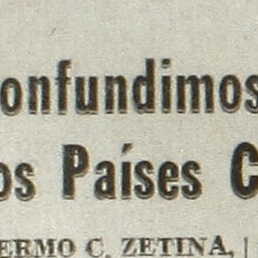 onfundimos
os Países C
ERMO C. ZETINA, |